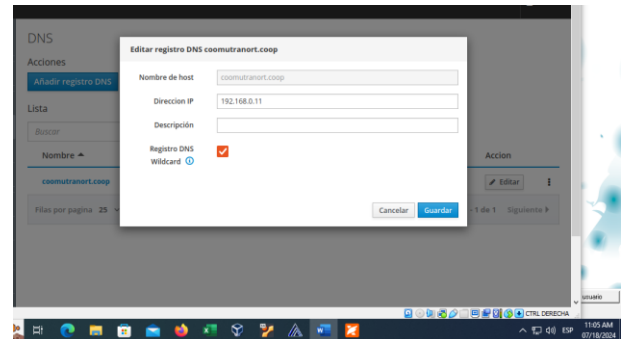 DNS
Acciones
Añadir registro DNS
Lista
Buscar
Nombre
Accion
coomutranort.coop
Editar
Filas por pagina 25
- 1 de 1 Siguiente
Editar registro DNS coomutranort.coop
Nombre de host
coomutranort.coop
Direccion IP
192.168.0.11
Descripción
Registro DNS
Wildcard
Cancelar
Guardar
usuario
CTRL DERECHA
ESP
11:05 AM
07/18/2024